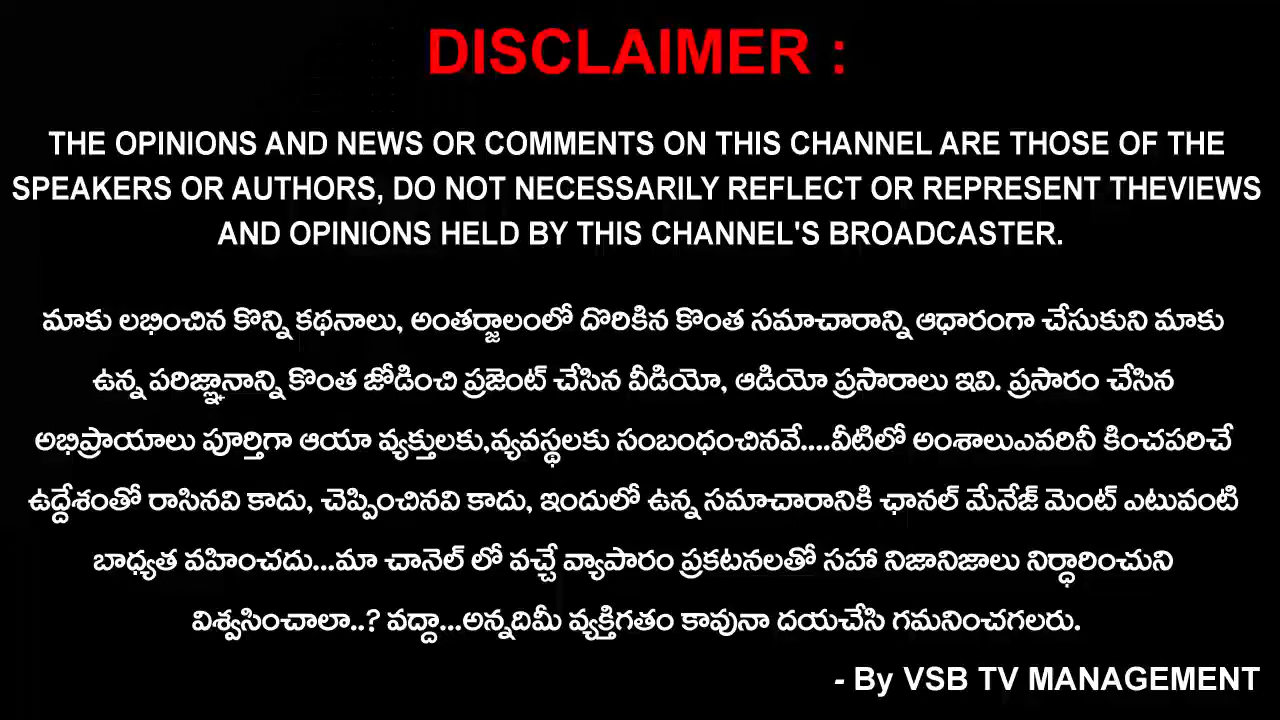 DISCLAIMER :
THE OPINIONS AND NEWS OR COMMENTS ON THIS CHANNEL ARE THOSE OF THE
SPEAKERS OR AUTHORS, DO NOT NECESSARILY REFLECT OR REPRESENT THEVIEWS
AND OPINIONS HELD BY THIS CHANNEL'S BROADCASTER.
మాకు లభించిన కొన్ని కథనాలు, అంతర్జాలంలో దొరికిన కొంత సమాచారాన్ని ఆధారంగా చేసుకుని మాకు
ఉన్న పరిజ్ఞానాన్ని కొంత జోడించి ప్రజెంట్ చేసిన వీడియో, ఆడియో ప్రసారాలు ఇవి. ప్రసారం చేసిన
అభిప్రాయాలు పూర్తిగా ఆయా వ్యక్తులకు,వ్యవస్థలకు సంబంధంచినవే....వీటిలో అంశాలుఎవరినీ కించపరిచే
ఉద్దేశంతో రాసినవి కాదు, చెప్పించినవి కాదు, ఇందులో ఉన్న సమాచారానికి ఛానల్ మేనేజ్ మెంట్ ఎటువంటి
బాధ్యత వహించదు...మా చానెల్ లో వచ్చే వ్యాపారం ప్రకటనలతో సహా నిజానిజాలు నిర్ధారించుని
విశ్వసించాలా..? వద్దా...అన్నదిమీ వ్యక్తిగతం కావునా దయచేసి గమనించగలరు.
- By VSB TV MANAGEMENT